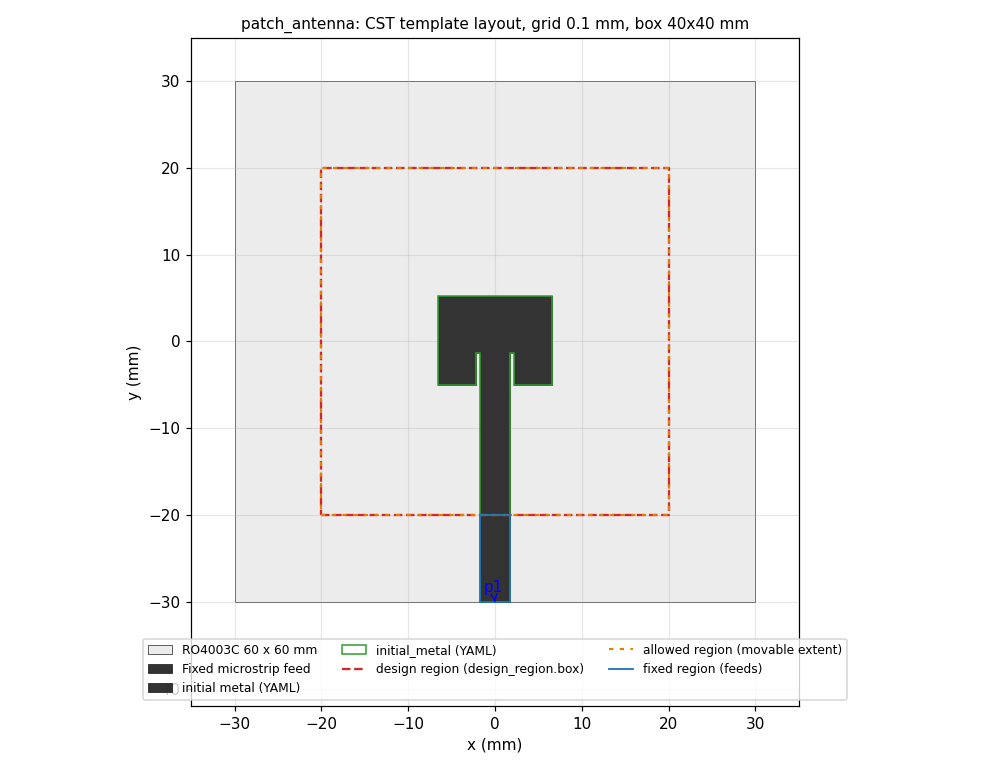 patch_antenna: CST template layout, grid 0.1 mm, box 40x40 mm
y (mm)
30
20
10
0
−10
−20
−30
p1
RO4003C 60 x 60 mm
Fixed microstrip feed
initial metal (YAML)
initial_metal (YAML)
design region (design_region.box)
allowed region (movable extent)
fixed region (feeds)
−30
−20
−10
0
10
20
30
x (mm)